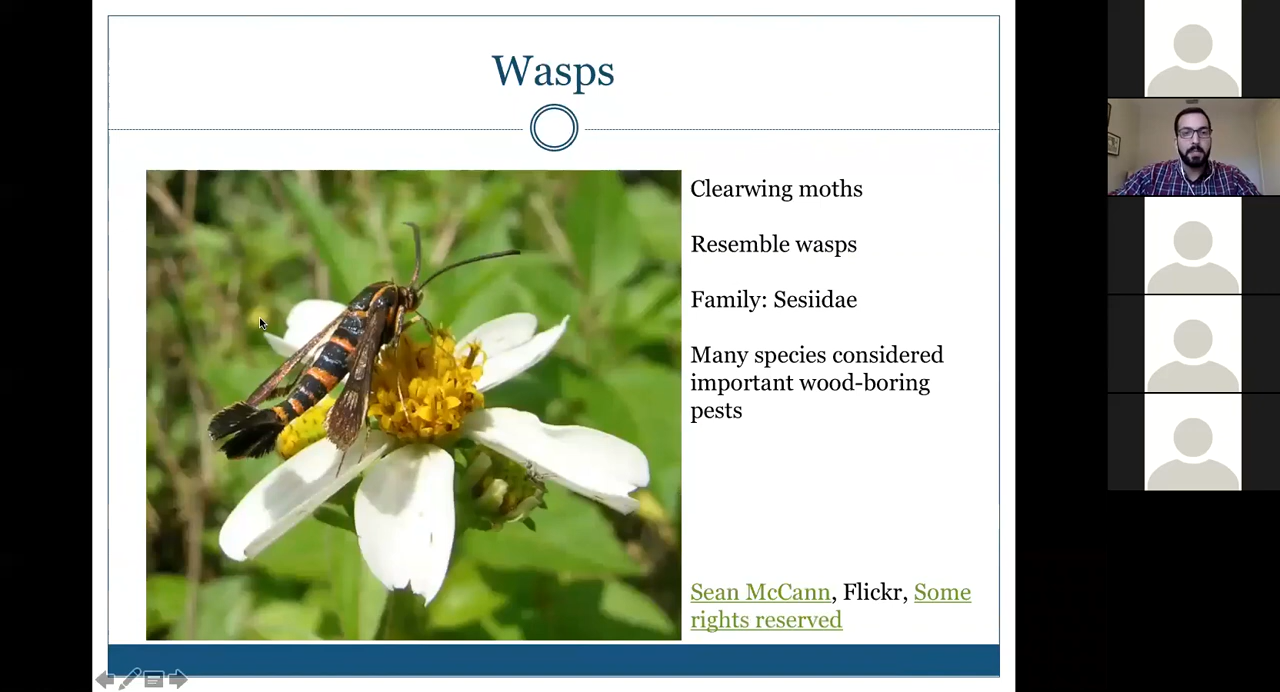 Wasps
Clearwing moths
Resemble wasps
Family: Sesiidae
Many species considered
important wood-boring
pests
Sean McCann, Flickr, Some
rights reserved